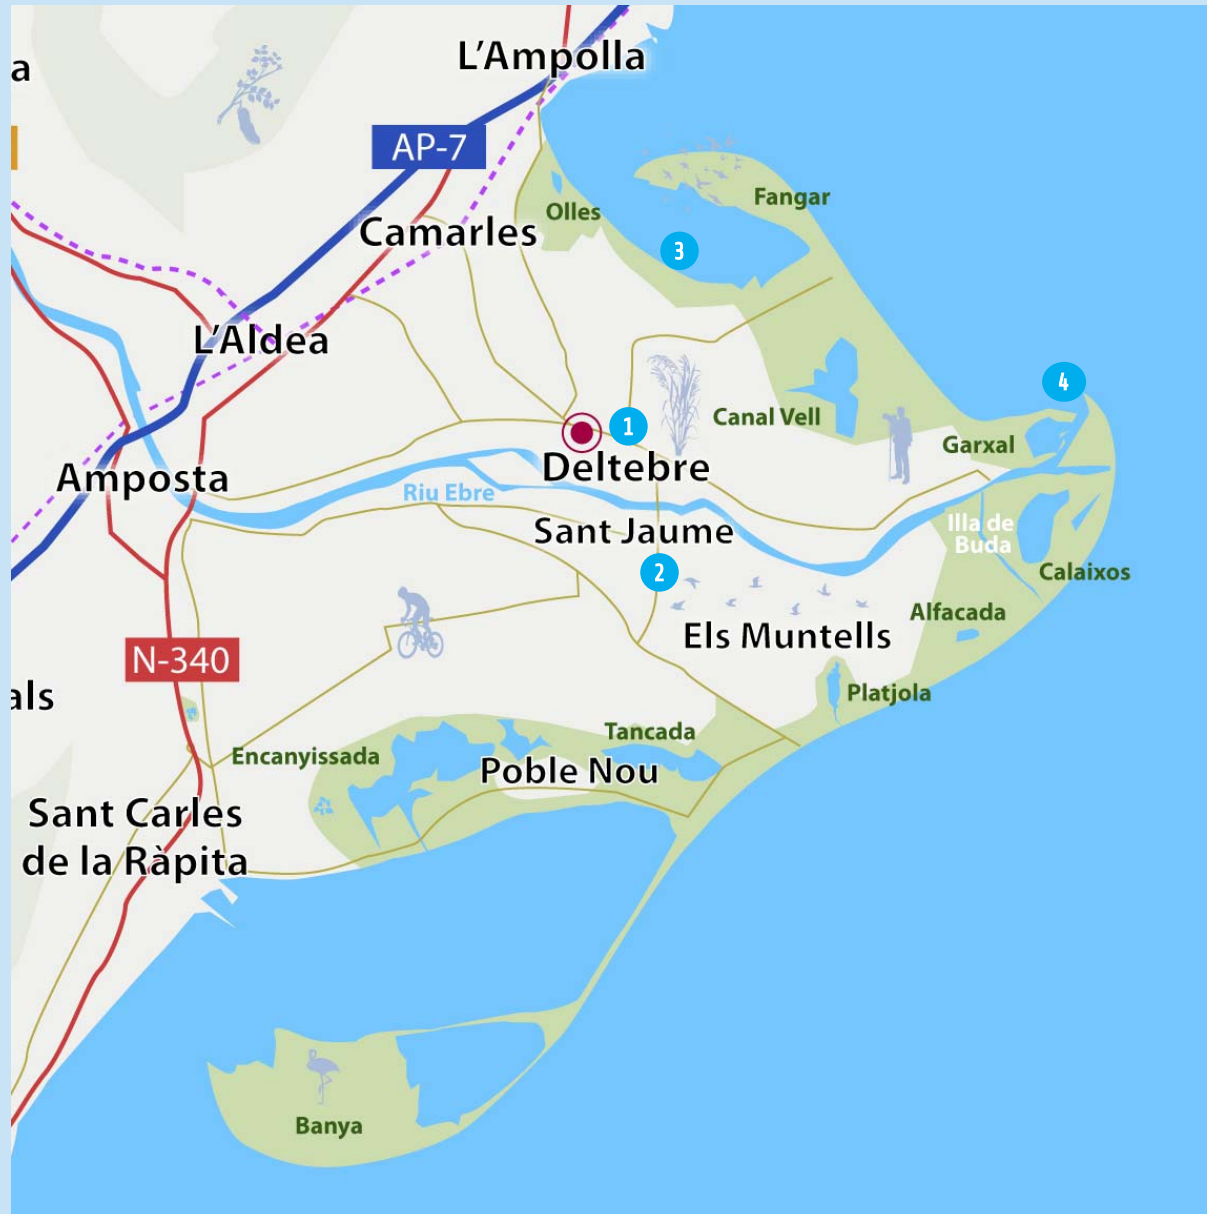 L'Ampolla
a
AP-7
Fangar
Olles
Camarles
3
L'Aldea
4
Canal Vell
1
Garxal
Deltebre
Amposta
Riu Ebre
Sant Jaume
Illa de
Buda
2
Calaixos
Alfacada
Els Muntells
N-340
als
Platjola
Tancada
Encanyissada
Poble Nou
Sant Carles
de la Ràpita
Banya